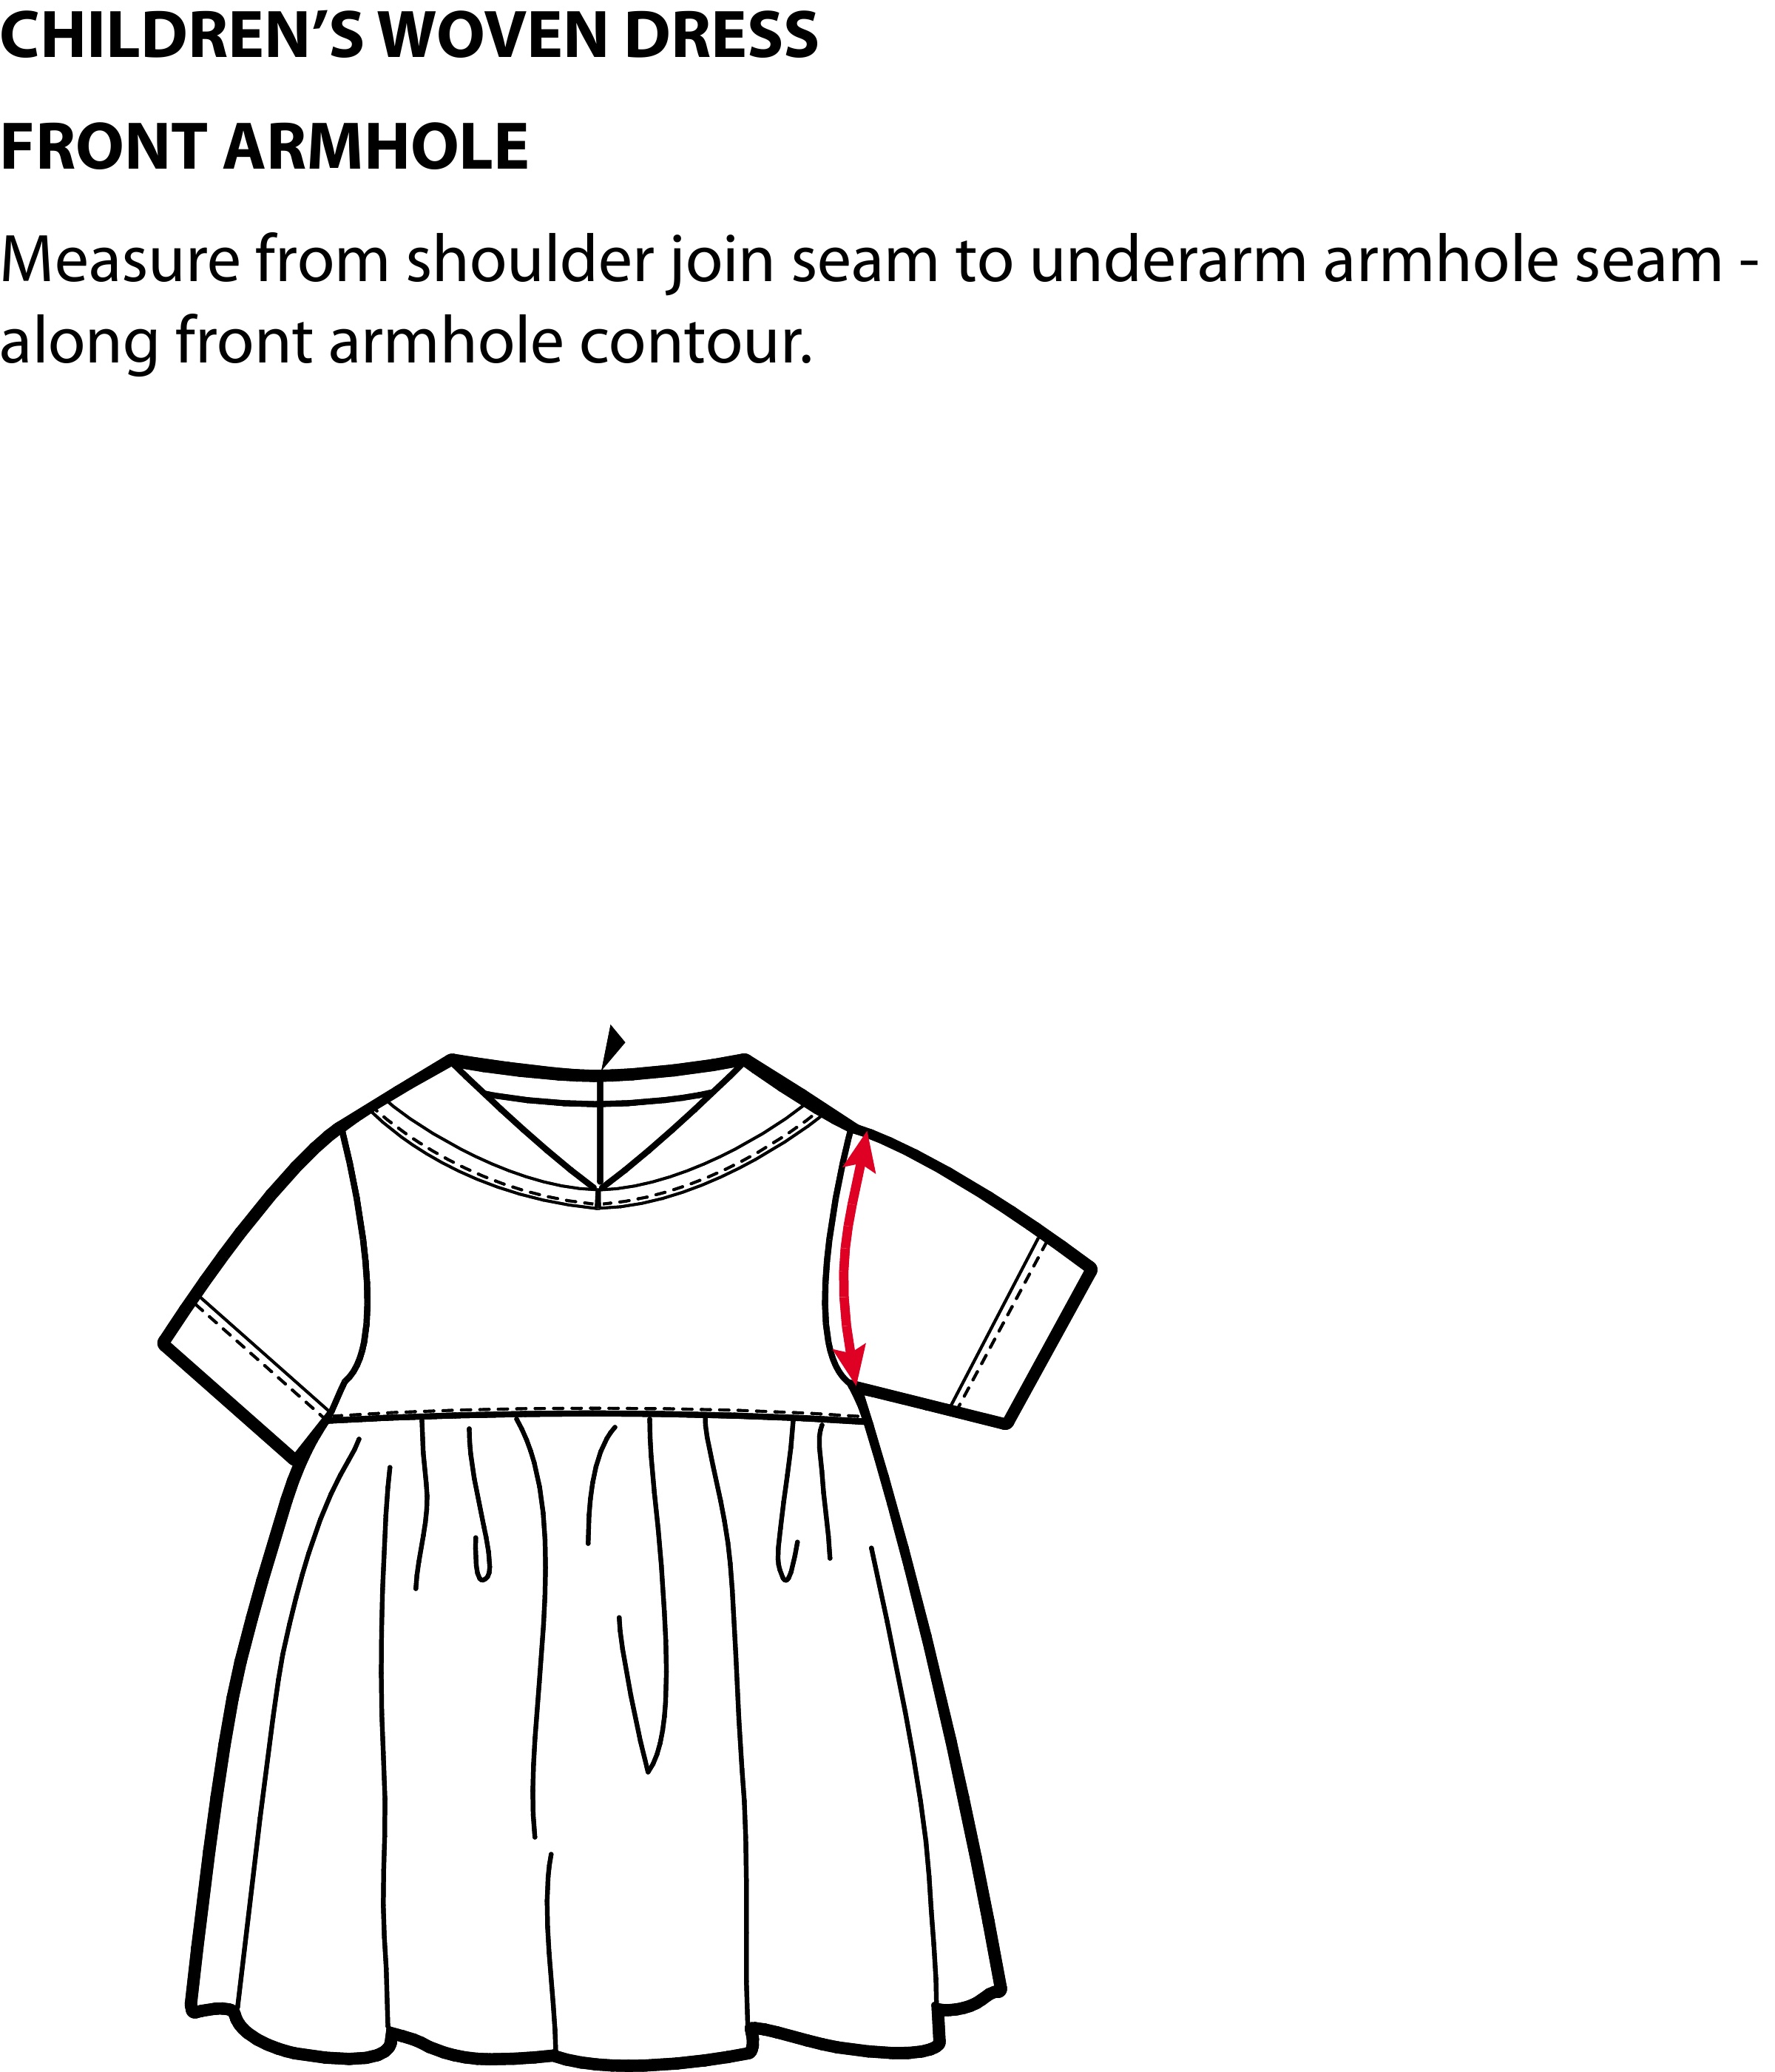 CHILDREN’S WOVEN DRESS
FRONT ARMHOLE
Measure from shoulder join seam to underarm armhole seam -
along front armhole contour.